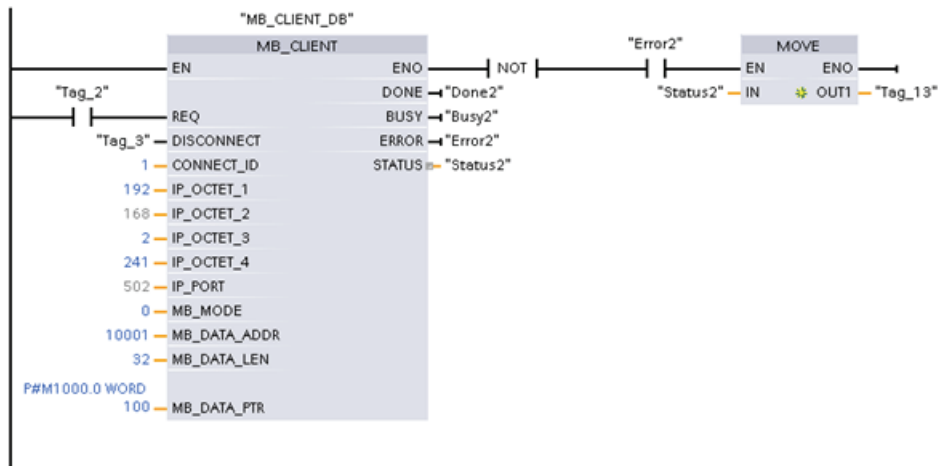 "MB_CLIENT_DB"
MB_CLIENT
"Error2"
MOVE
EN ENO NOT EN ENO
"Tag_2" DONE "Done2" "Status2" IN OUT1 "Tag_13"
REQ BUSY "Busy2"
"Tag_3" DISCONNECT ERROR "Error2"
1 CONNECT_ID STATUS "Status2"
192 IP_OCTET_1
168 IP_OCTET_2
2 IP_OCTET_3
241 IP_OCTET_4
502 IP_PORT
0 MB_MODE
10001 MB_DATA_ADDR
32 MB_DATA_LEN
P#M1000.0 WORD
100 MB_DATA_PTR